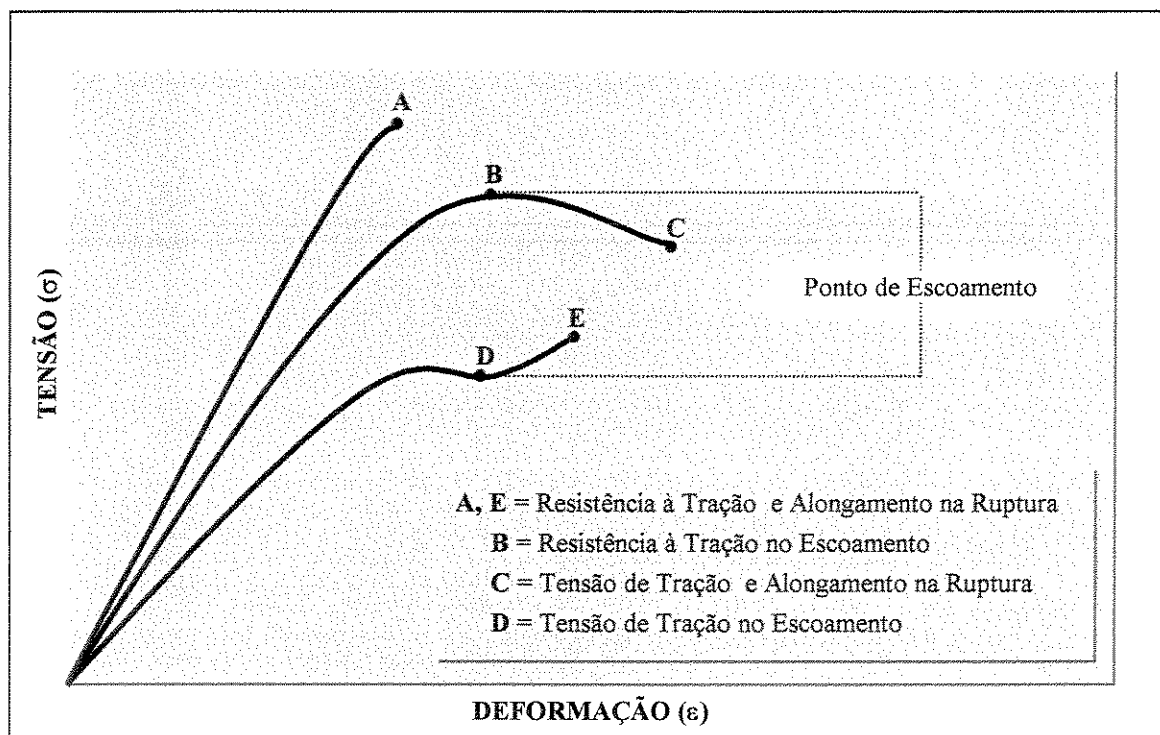 A
B
C
Ponto de Escoamento
E
D
TENSÃO (σ)
A, E = Resistência à Tração e Alongamento na Ruptura
B = Resistência à Tração no Escoamento
C = Tensão de Tração e Alongamento na Ruptura
D = Tensão de Tração no Escoamento
DEFORMAÇÃO (ε)